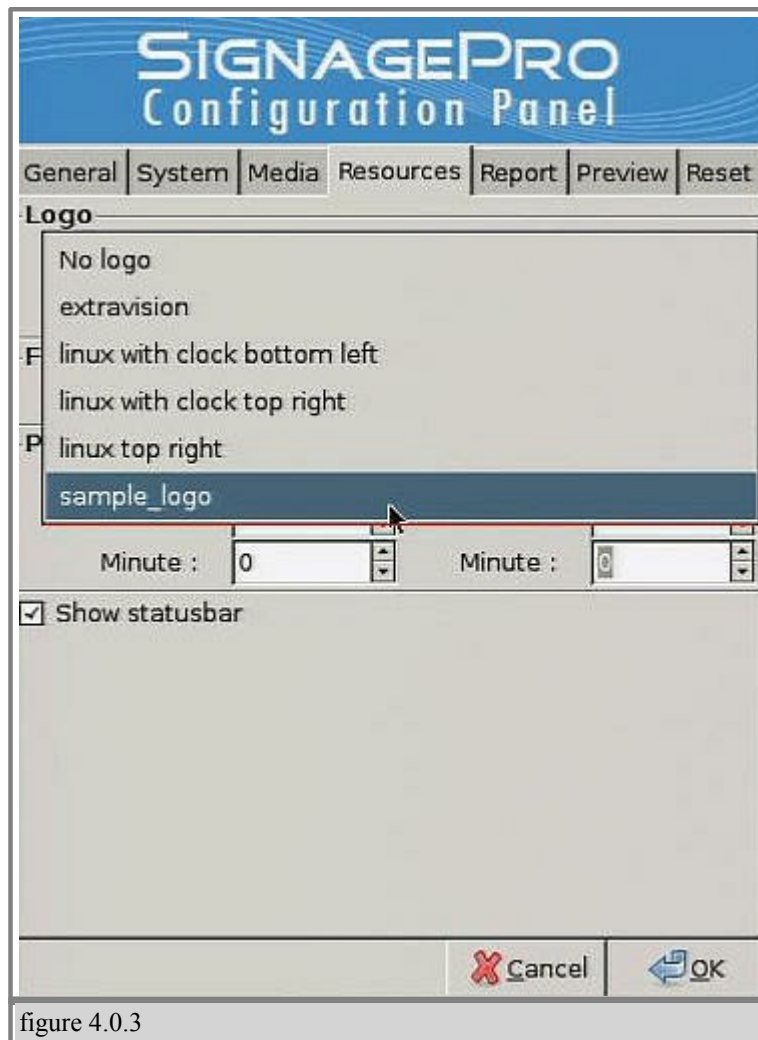 SIGNAGEPRO
Configuration Panel
General System Media Resources Report Preview Reset
Logo
No logo
extravision
F linux with clock bottom left
linux with clock top right
P linux top right
sample_logo
Minute : 0 Minute : 0
Show statusbar
Cancel OK
figure 4.0.3